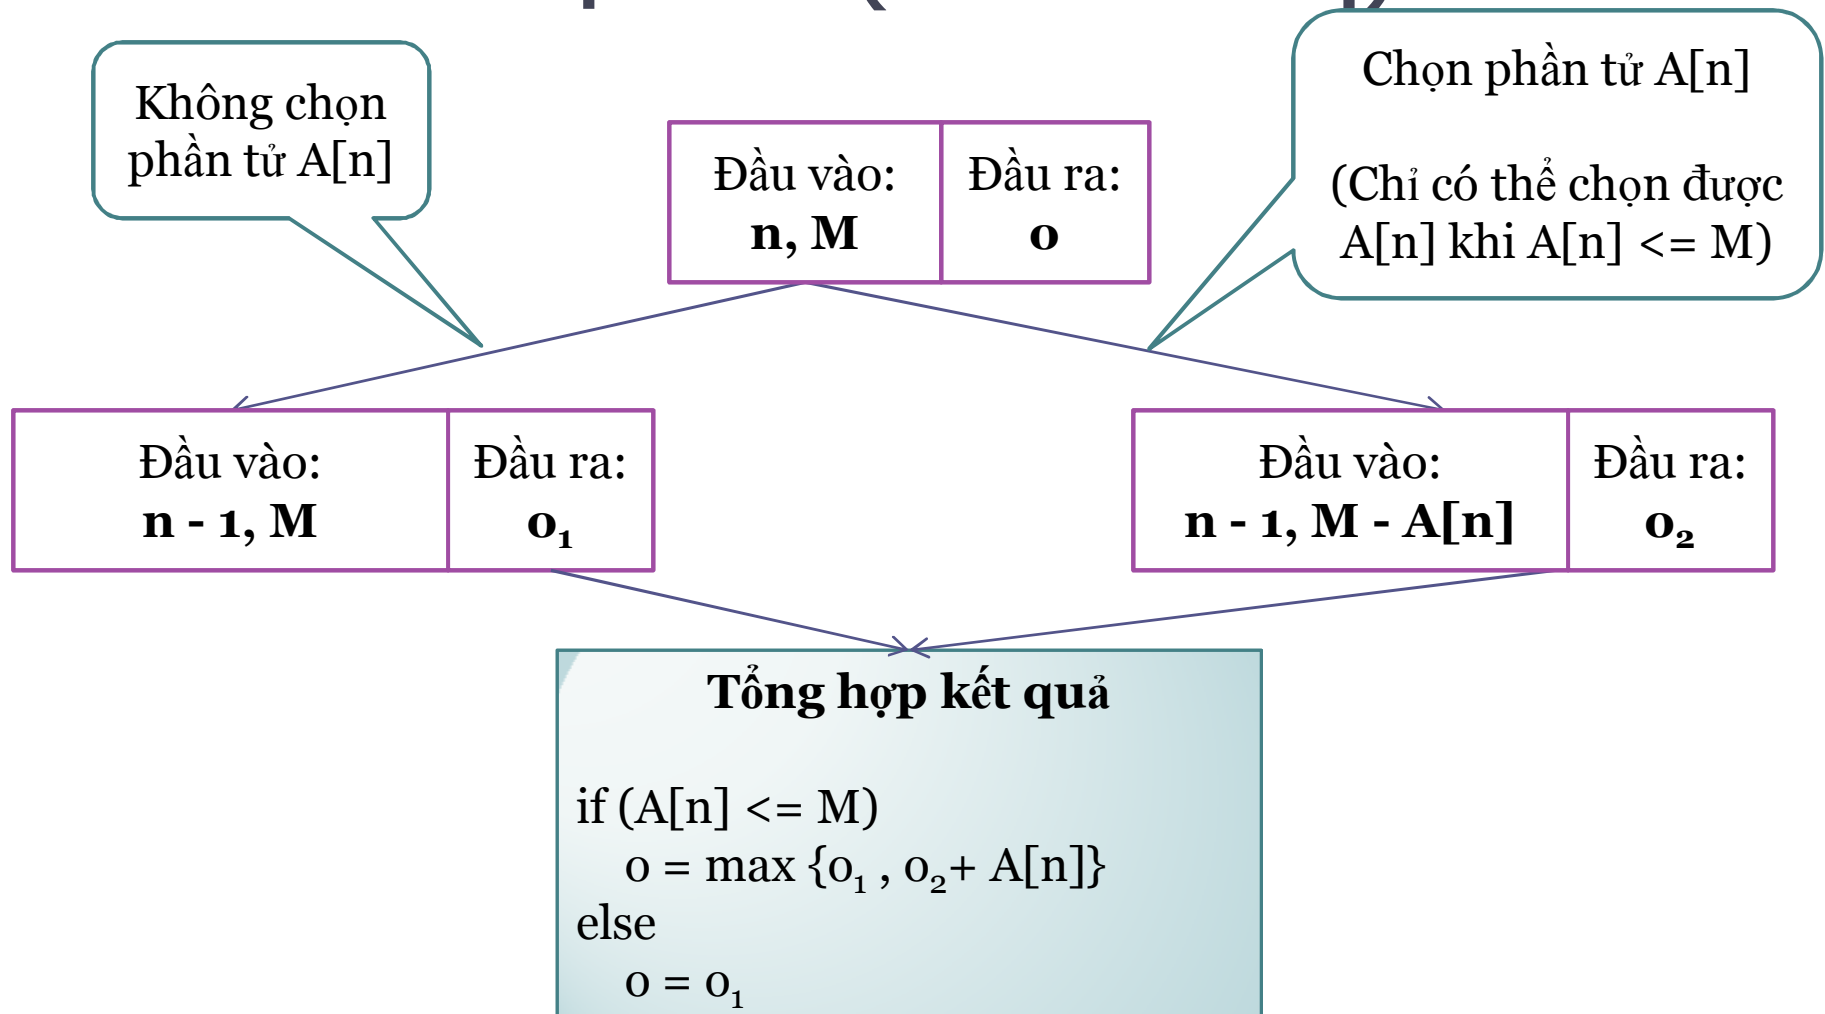 Không chọn
phần tử A[n]
Đầu vào:
n, M
Đầu ra:
o
Chọn phần tử A[n]
(Chỉ có thể chọn được
A[n] khi A[n] <= M)
Đầu vào:
n - 1, M
Đầu ra:
o₁
Đầu vào:
n - 1, M - A[n]
Đầu ra:
o₂
Tổng hợp kết quả
if (A[n] <= M)
o = max {o₁ , o₂+ A[n]}
else
o = o₁